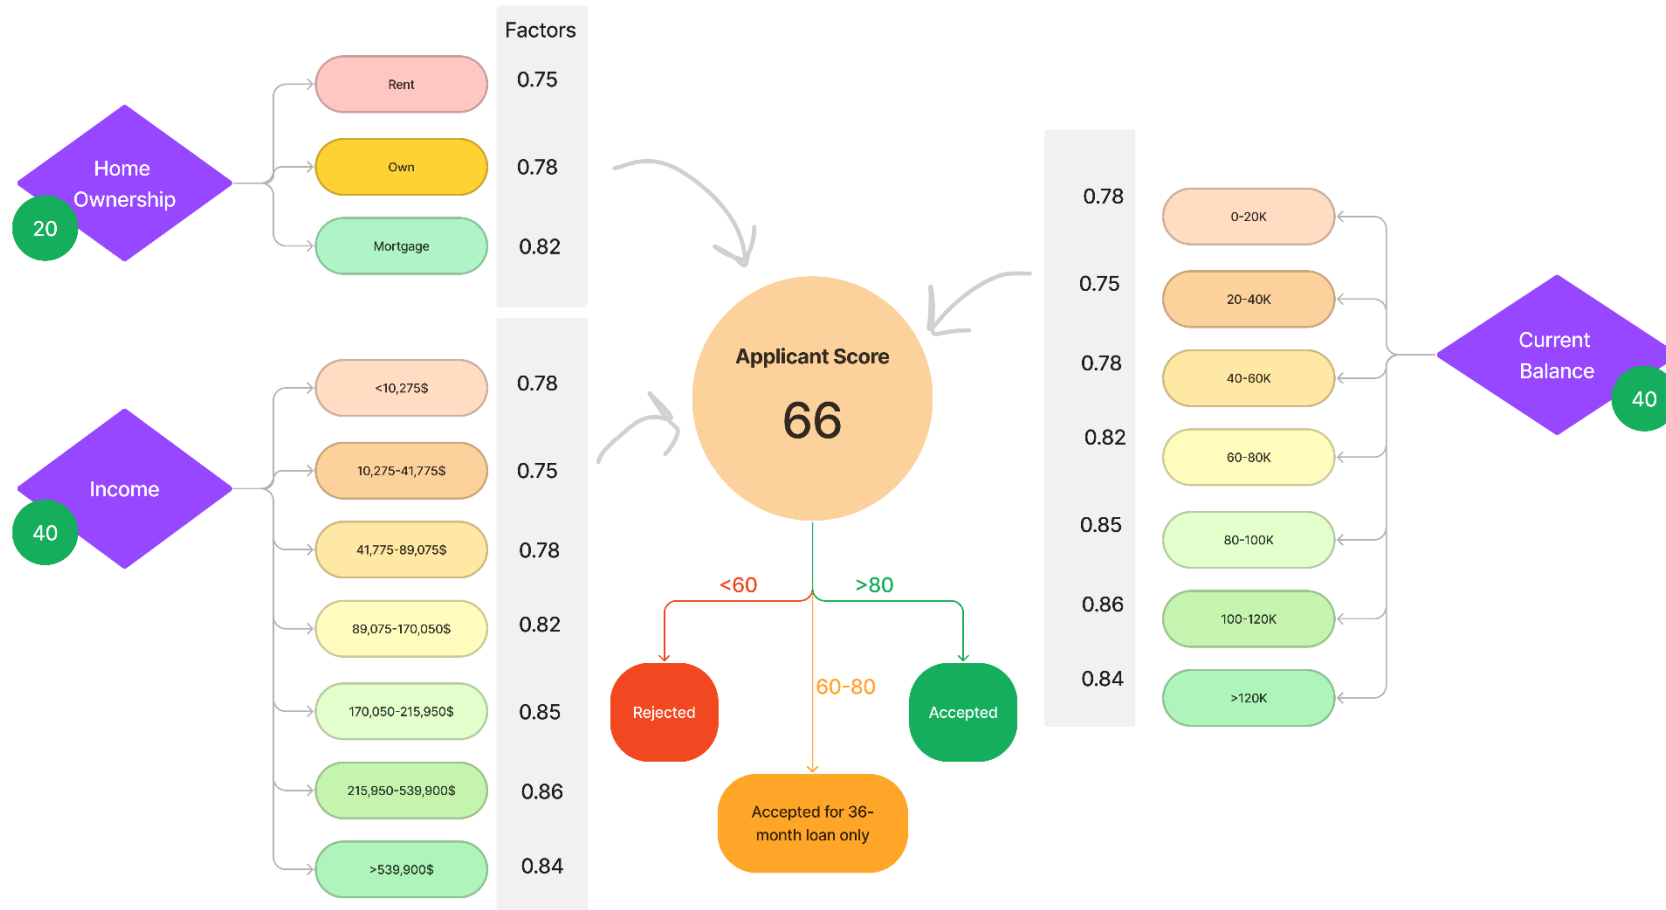 Factors
Home
Ownership
20
Rent
0.75
Own
0.78
Mortgage
0.82
Income
40
<10,275$
0.78
10,275-41,775$
0.75
41,775-89,075$
0.78
89,075-170,050$
0.82
170,050-215,950$
0.85
215,950-539,900$
0.86
>539,900$
0.84
Applicant Score
66
<60
>80
60-80
Rejected
Accepted
Accepted for 36-
month loan only
0.78
0-20K
0.75
20-40K
0.78
40-60K
0.82
60-80K
0.85
80-100K
0.86
100-120K
0.84
>120K
Current
Balance
40